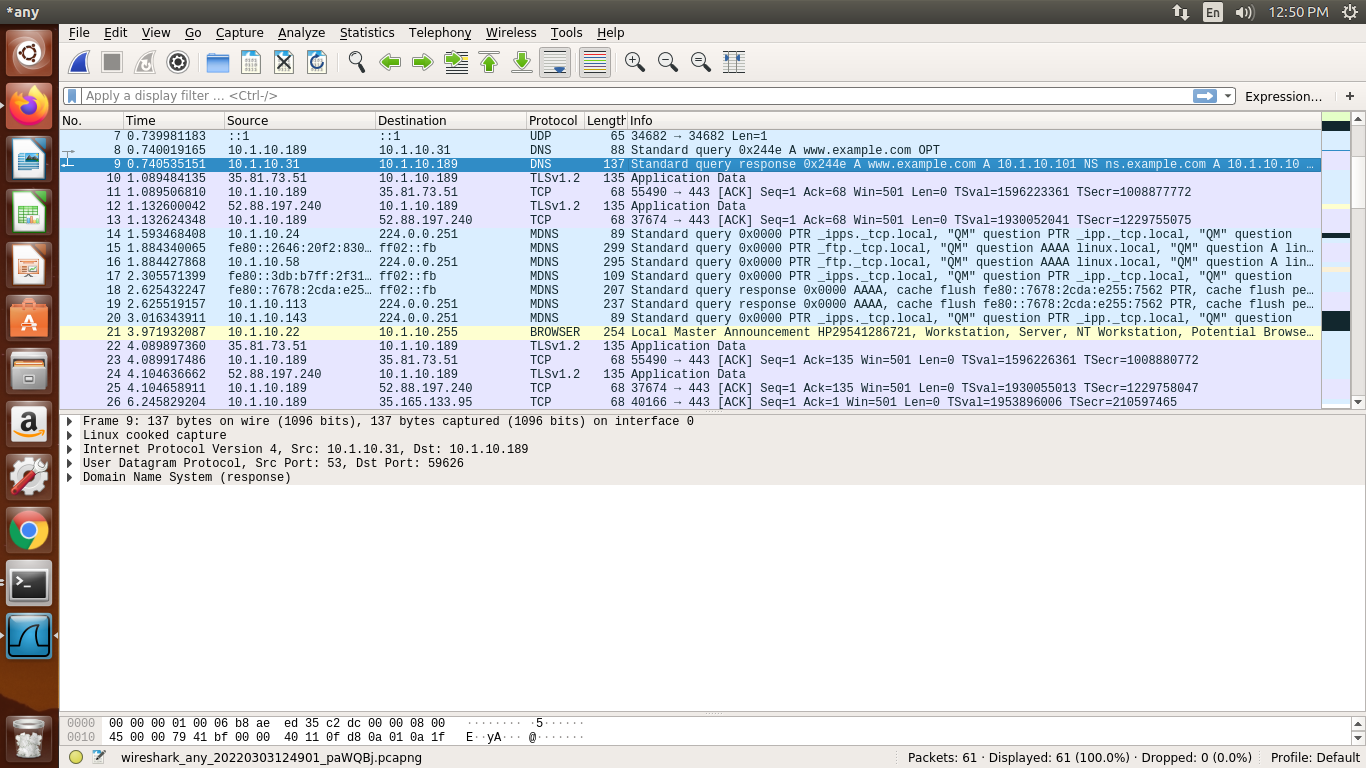 *any
En
12:50 PM
File Edit View Go Capture Analyze Statistics Telephony Wireless Tools Help
Apply a display filter ... <Ctrl-/>
Expression...
+
No. Time Source Destination Protocol Length Info
7 0.739981183 ::1 ::1 UDP 65 34682 → 34682 Len=1
8 0.740019165 10.1.10.189 10.1.10.31 DNS 88 Standard query 0x244e A www.example.com OPT
9 0.740535151 10.1.10.31 10.1.10.189 DNS 137 Standard query response 0x244e A www.example.com A 10.1.10.101 NS ns.example.com A 10.1.10.10 …
10 1.089484135 35.81.73.51 10.1.10.189 TLSv1.2 135 Application Data
11 1.089506810 10.1.10.189 35.81.73.51 TCP 68 55490 → 443 [ACK] Seq=1 Ack=68 Win=501 Len=0 TSval=1596223361 TSecr=1008877772
12 1.132600042 52.88.197.240 10.1.10.189 TLSv1.2 135 Application Data
13 1.132624348 10.1.10.189 52.88.197.240 TCP 68 37674 → 443 [ACK] Seq=1 Ack=68 Win=501 Len=0 TSval=1930052041 TSecr=1229755075
14 1.593468408 10.1.10.24 224.0.0.251 MDNS 89 Standard query 0x0000 PTR _ipps._tcp.local, "QM" question PTR _ipp._tcp.local, "QM" question
15 1.884340065 fe80::2646:20f2:830… ff02::fb MDNS 299 Standard query 0x0000 PTR _ftp._tcp.local, "QM" question AAAA linux.local, "QM" question A lin…
16 1.884427868 10.1.10.58 224.0.0.251 MDNS 295 Standard query 0x0000 PTR _ftp._tcp.local, "QM" question AAAA linux.local, "QM" question A lin…
17 2.305571399 fe80::3db:b7ff:2f31… ff02::fb MDNS 109 Standard query 0x0000 PTR _ipps._tcp.local, "QM" question PTR _ipp._tcp.local, "QM" question
18 2.625432247 fe80::7678:2cda:e25… ff02::fb MDNS 207 Standard query response 0x0000 AAAA, cache flush fe80::7678:2cda:e255:7562 PTR, cache flush pe…
19 2.625519157 10.1.10.113 224.0.0.251 MDNS 237 Standard query response 0x0000 AAAA, cache flush fe80::7678:2cda:e255:7562 PTR, cache flush pe…
20 3.016343911 10.1.10.143 224.0.0.251 MDNS 89 Standard query 0x0000 PTR _ipps._tcp.local, "QM" question PTR _ipp._tcp.local, "QM" question
21 3.971932087 10.1.10.22 10.1.10.255 BROWSER 254 Local Master Announcement HP29541286721, Workstation, Server, NT Workstation, Potential Browse…
22 4.089897360 35.81.73.51 10.1.10.189 TLSv1.2 135 Application Data
23 4.089917486 10.1.10.189 35.81.73.51 TCP 68 55490 → 443 [ACK] Seq=1 Ack=135 Win=501 Len=0 TSval=1596226361 TSecr=1008880772
24 4.104636662 52.88.197.240 10.1.10.189 TLSv1.2 135 Application Data
25 4.104658911 10.1.10.189 52.88.197.240 TCP 68 37674 → 443 [ACK] Seq=1 Ack=135 Win=501 Len=0 TSval=1930055013 TSecr=1229758047
26 6.245829204 10.1.10.189 35.165.133.95 TCP 68 40166 → 443 [ACK] Seq=1 Ack=1 Win=501 Len=0 TSval=1953896006 TSecr=210597465
Frame 9: 137 bytes on wire (1096 bits), 137 bytes captured (1096 bits) on interface 0
Linux cooked capture
Internet Protocol Version 4, Src: 10.1.10.31, Dst: 10.1.10.189
User Datagram Protocol, Src Port: 53, Dst Port: 59626
Domain Name System (response)
0000 00 00 00 01 00 06 b8 ae ed 35 c2 dc 00 00 08 00 ········ ·5······
0010 45 00 00 79 41 bf 00 00 40 11 0f d8 0a 01 0a 1f E··yA··· @·······
wireshark_any_20220303124901_paWQBj.pcapng
Packets: 61 · Displayed: 61 (100.0%) · Dropped: 0 (0.0%)
Profile: Default